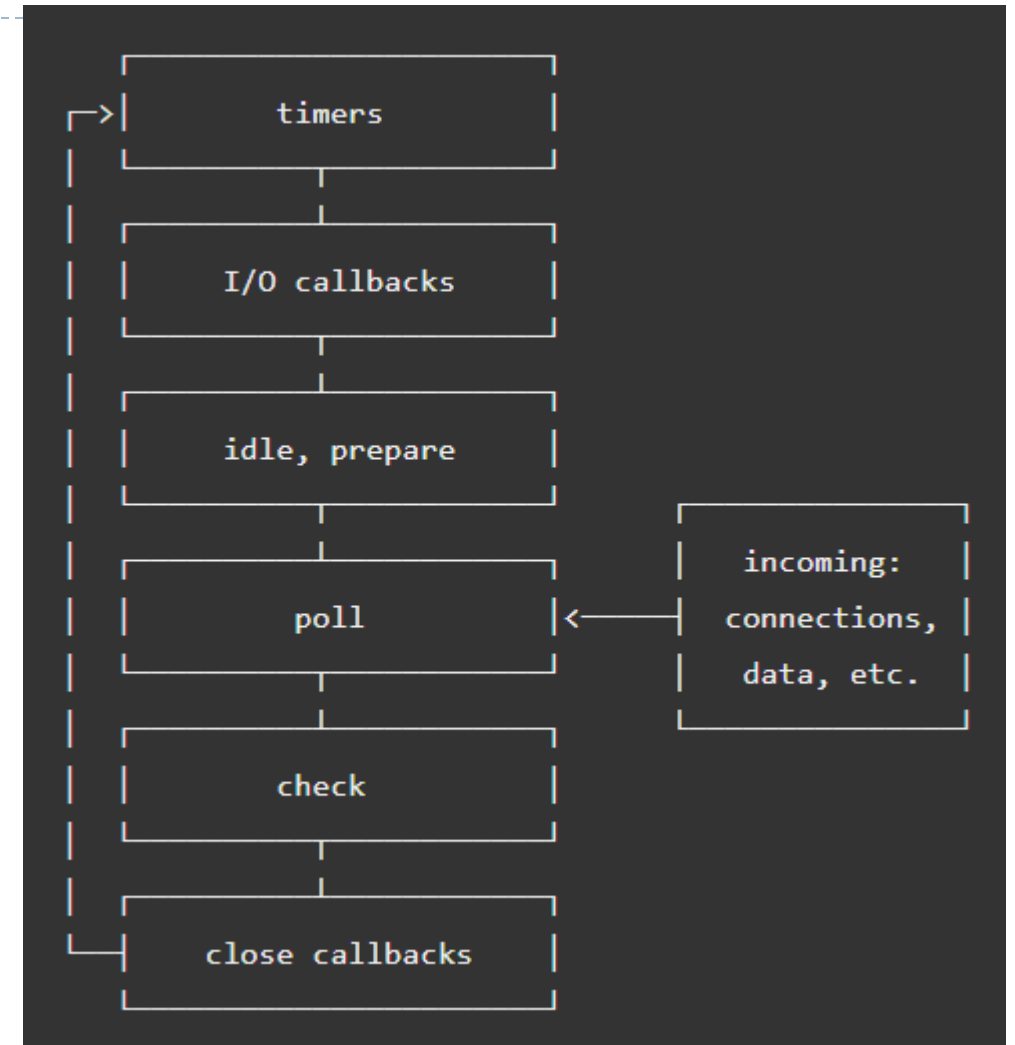 timers
I/O callbacks
idle, prepare
poll
incoming:
connections,
data, etc.
check
close callbacks